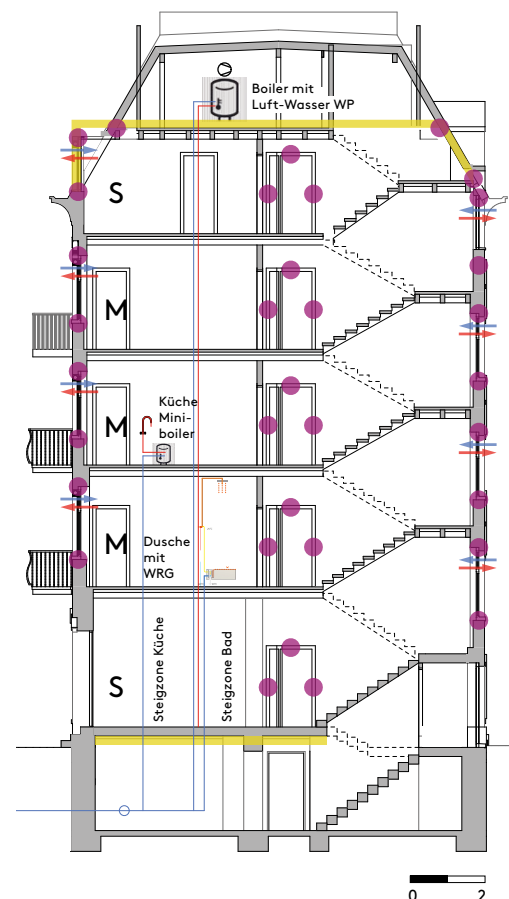 Boiler mit
Luft-Wasser WP
S
M
Küche
Mini-
boiler
M
M
Dusche
mit
WRG
Steigzone Küche
Steigzone Bad
S
0 2